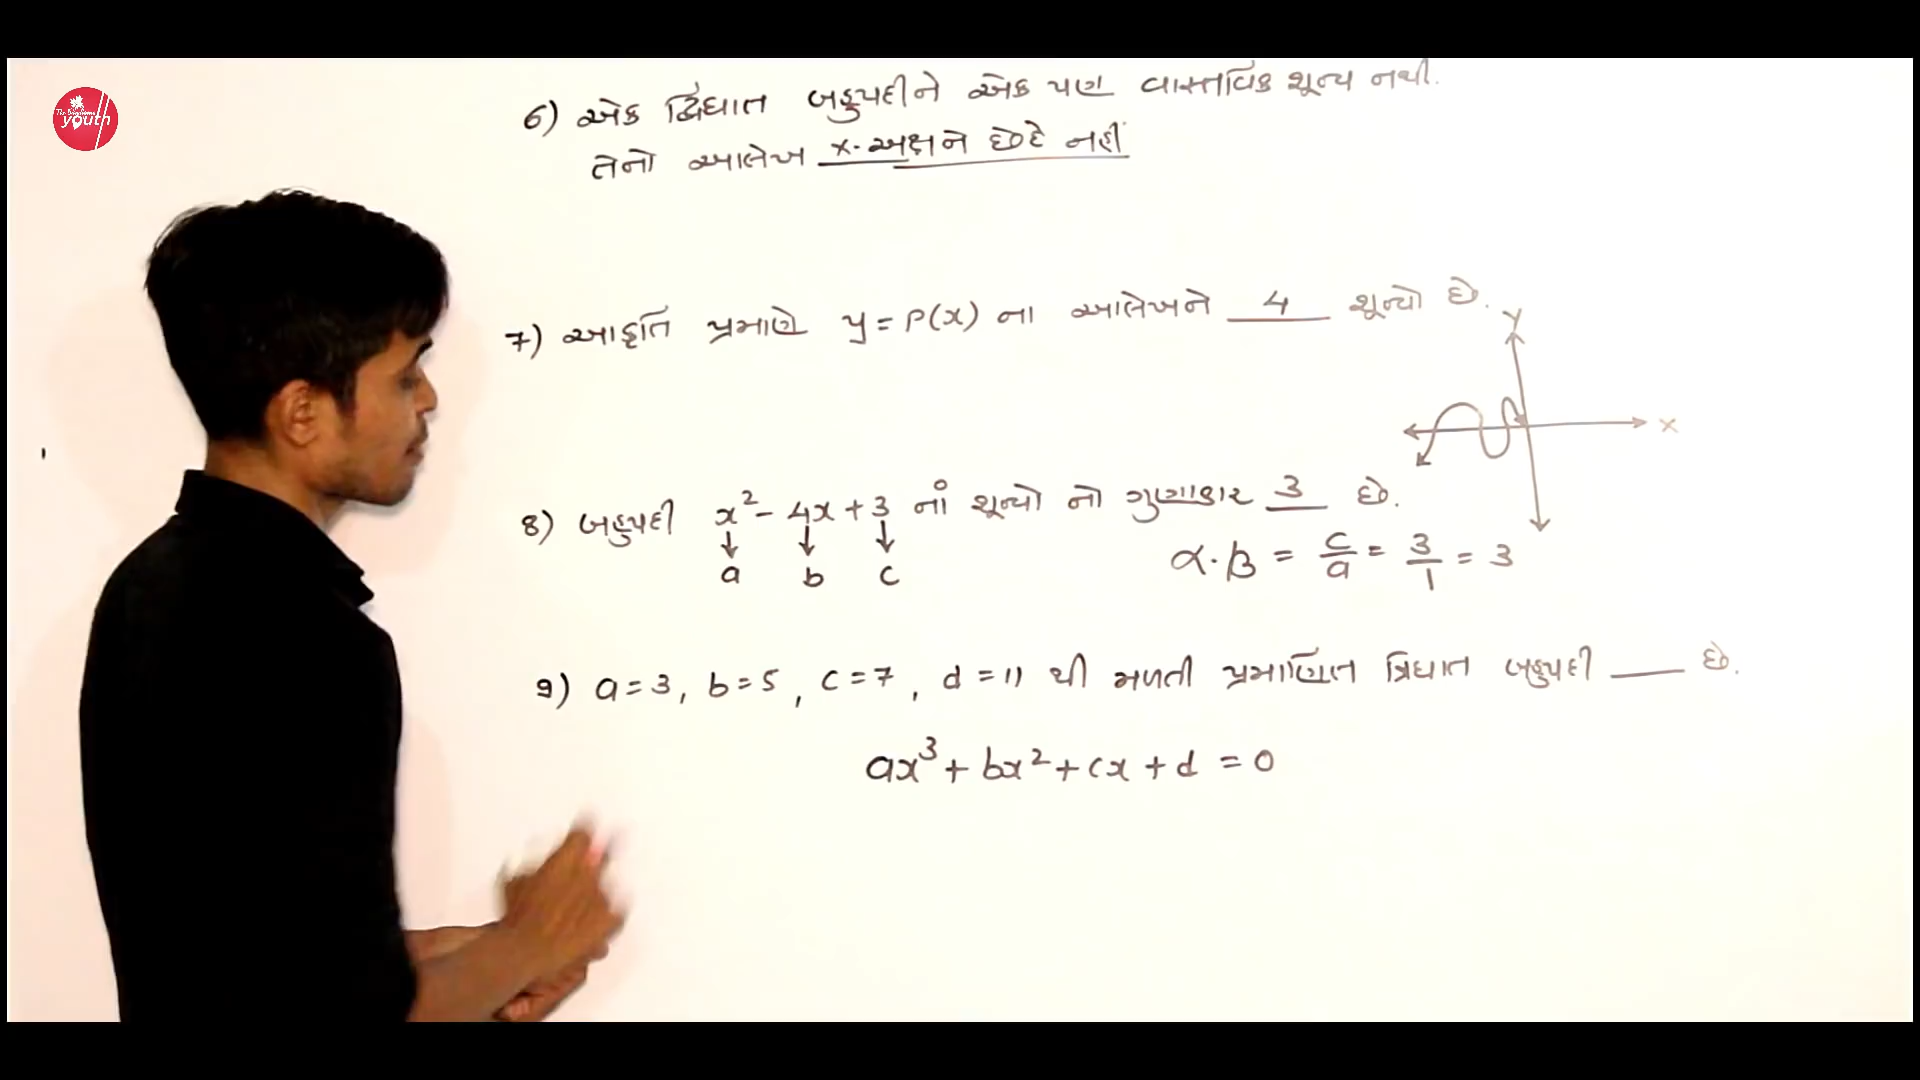 youth
6) એક દ્વિઘાત બહુપદીને એક પણ વાસ્તવિક શૂન્ય નથી.
તેનો આલેખ x-અક્ષને છેદે નહીં
7) આકૃતિ પ્રમાણે y = P(x) ના આલેખને 4 શૂન્યો છે.
Y
X
8) બહુપદી x² - 4x + 3 નાં શૂન્યો નો ગુણાકાર 3 છે.
a b c
α.β = c/a = 3/1 = 3
9) a = 3, b = 5, c = 7, d = 11 થી મળતી પ્રમાણિત ત્રિઘાત બહુપદી ___ છે.
ax³ + bx² + cx + d = 0